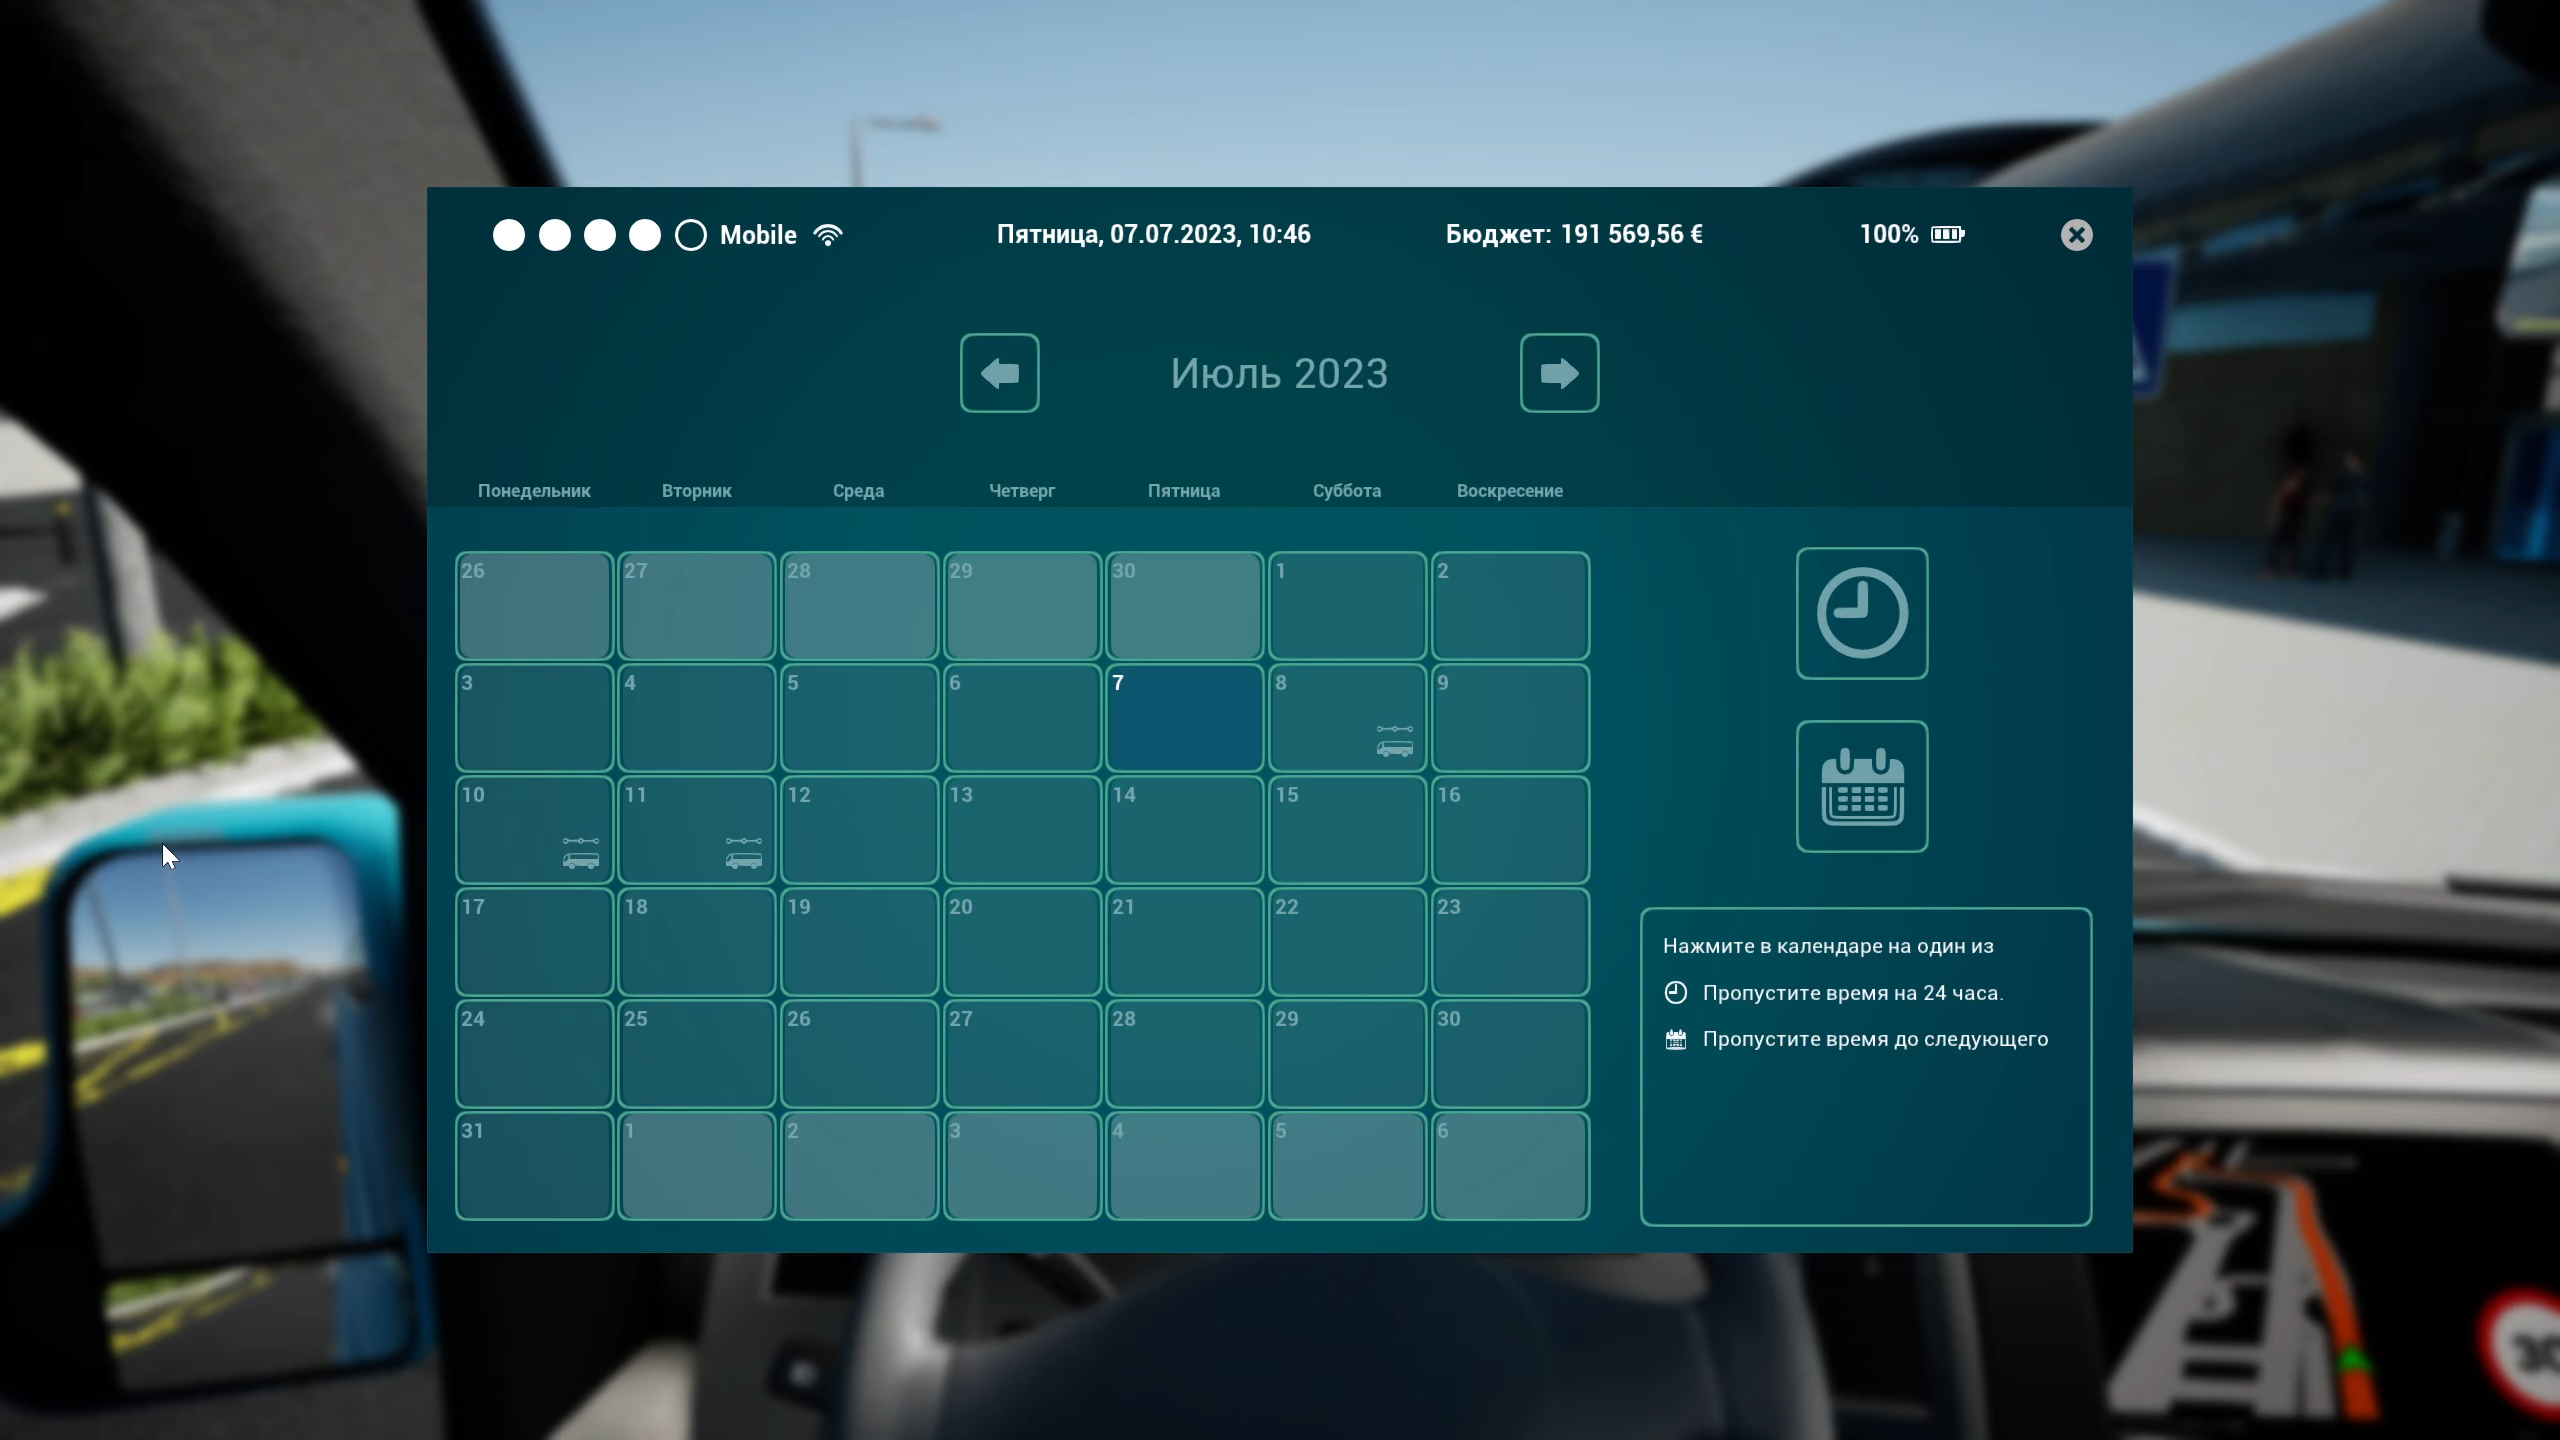 Mobile Пятница, 07.07.2023, 10:46 Бюджет: 191 569,56 € 100%
Июль 2023
Понедельник Вторник Среда Четверг Пятница Суббота Воскресение
26 27 28 29 30 1 2
3 4 5 6 7 8 9
10 11 12 13 14 15 16
17 18 19 20 21 22 23
24 25 26 27 28 29 30
31 1 2 3 4 5 6
Нажмите в календаре на один из
Пропустите время на 24 часа.
Пропустите время до следующего
30